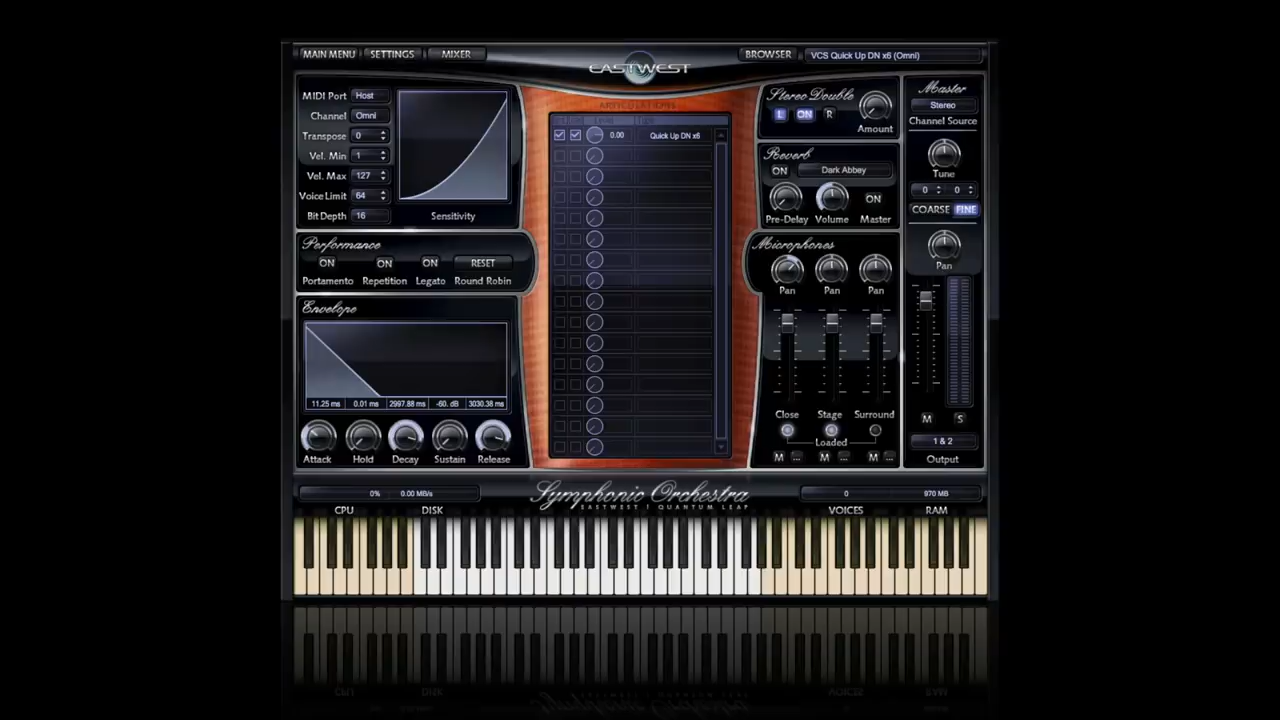 MAIN MENU SETTINGS MIXER
BROWSER VCS Quick Up DN x6 (Omni)
EASTWEST
MIDI Port Host
Channel Omni
Transpose 0
Vel. Min 1
Vel. Max 127
Voice Limit 64
Bit Depth 16
Sensitivity
Performance
ON ON ON RESET
Portamento Repetition Legato Round Robin
Envelope
11.25 ms 0.01 ms 2997.88 ms -60. dB 3030.38 ms
Attack Hold Decay Sustain Release
ARTICULATIONS
Level Type
0.00 Quick Up DN x6
Stereo Double
L ON R
Amount
Reverb
ON Dark Abbey
ON
Pre-Delay Volume Master
Microphones
Pan Pan Pan
Close Stage Surround
Loaded
M ... M ... M ...
Master
Stereo
Channel Source
Tune
0 0
COARSE FINE
Pan
M S
1 & 2
Output
0% 0.00 MB/s
CPU DISK
Symphonic Orchestra
EASTWEST | QUANTUM LEAP
0 970 MB
VOICES RAM